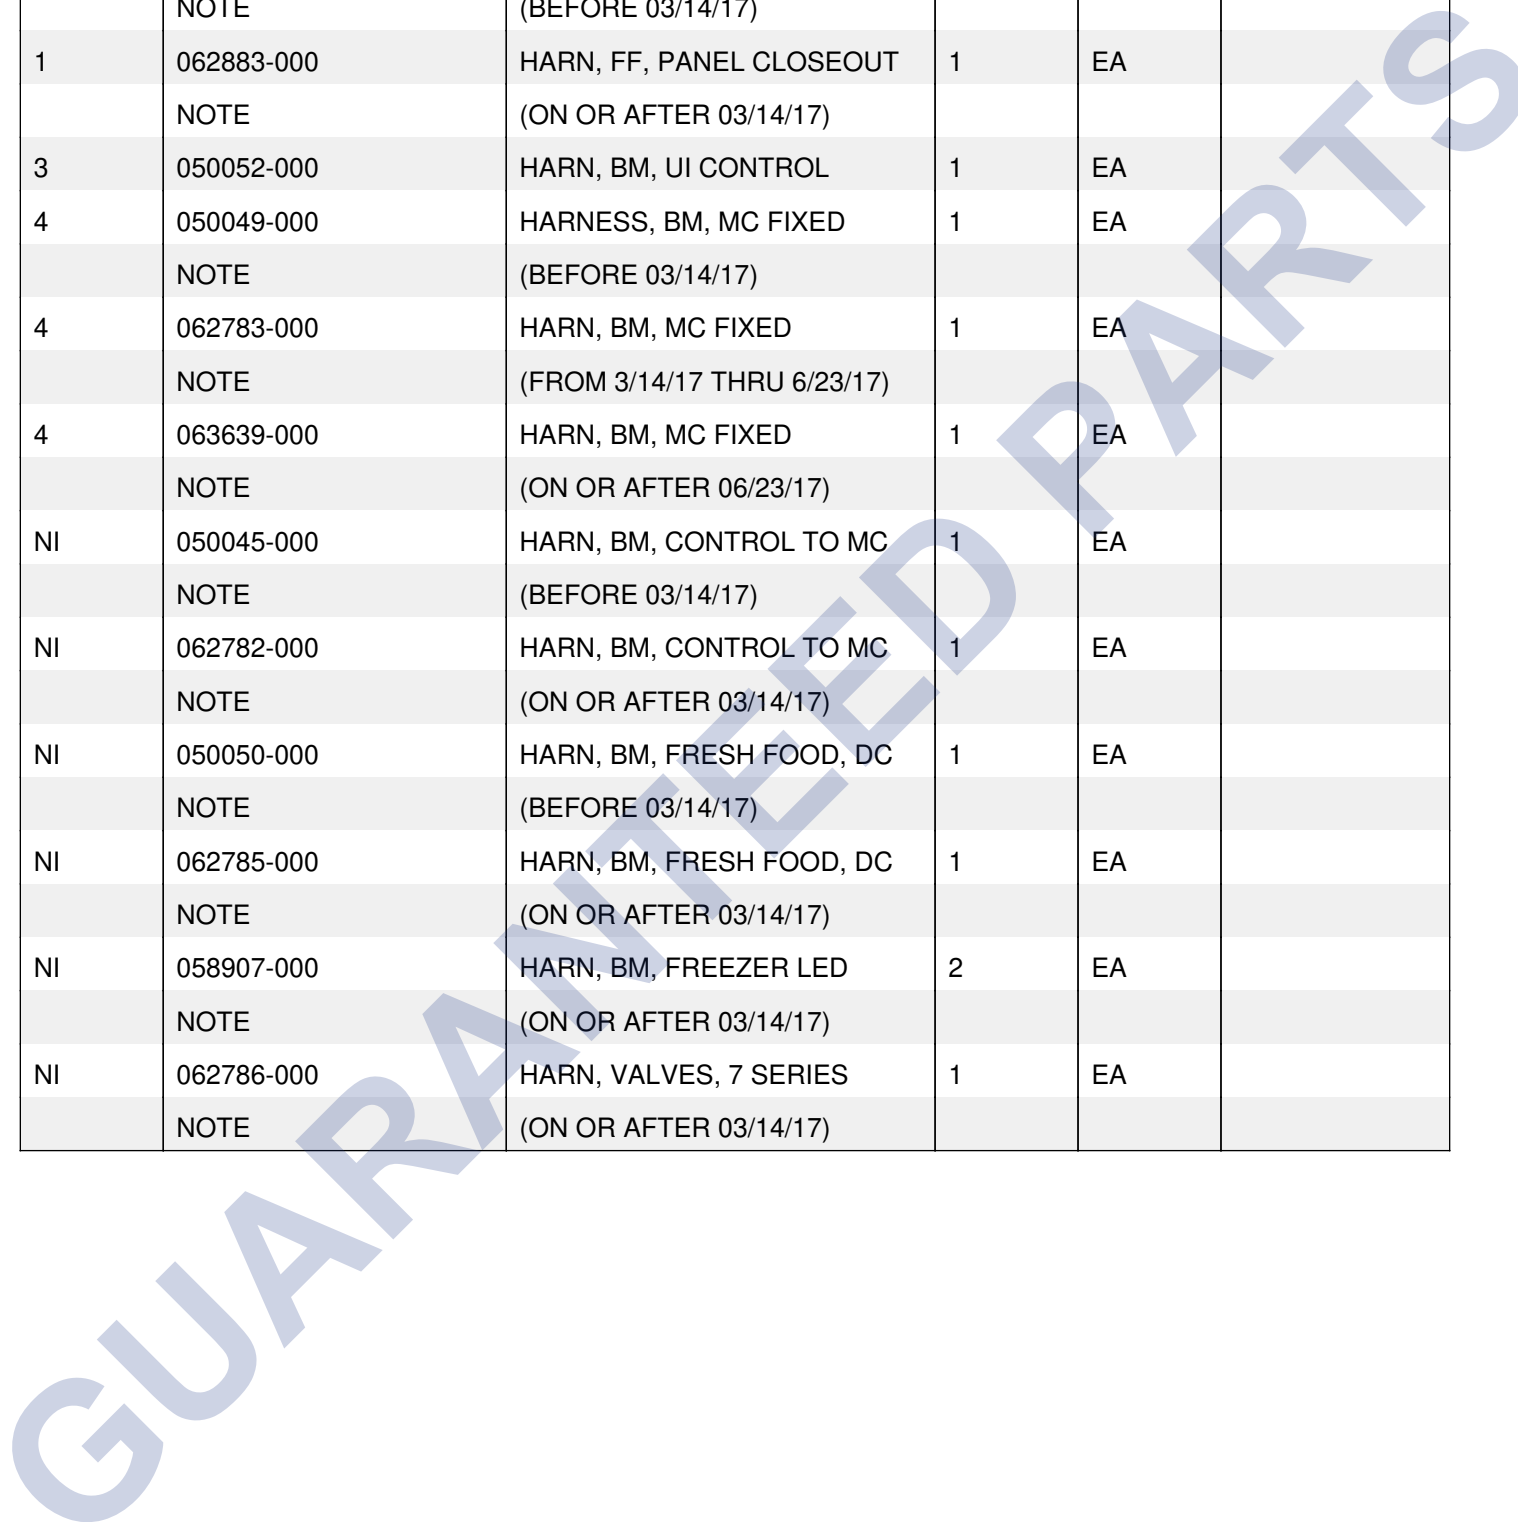 NOTE (BEFORE 03/14/17)
1 062883-000 HARN, FF, PANEL CLOSEOUT 1 EA
NOTE (ON OR AFTER 03/14/17)
3 050052-000 HARN, BM, UI CONTROL 1 EA
4 050049-000 HARNESS, BM, MC FIXED 1 EA
NOTE (BEFORE 03/14/17)
4 062783-000 HARN, BM, MC FIXED 1 EA
NOTE (FROM 3/14/17 THRU 6/23/17)
4 063639-000 HARN, BM, MC FIXED 1 EA
NOTE (ON OR AFTER 06/23/17)
NI 050045-000 HARN, BM, CONTROL TO MC 1 EA
NOTE (BEFORE 03/14/17)
NI 062782-000 HARN, BM, CONTROL TO MC 1 EA
NOTE (ON OR AFTER 03/14/17)
NI 050050-000 HARN, BM, FRESH FOOD, DC 1 EA
NOTE (BEFORE 03/14/17)
NI 062785-000 HARN, BM, FRESH FOOD, DC 1 EA
NOTE (ON OR AFTER 03/14/17)
NI 058907-000 HARN, BM, FREEZER LED 2 EA
NOTE (ON OR AFTER 03/14/17)
NI 062786-000 HARN, VALVES, 7 SERIES 1 EA
NOTE (ON OR AFTER 03/14/17)
GUARANTEED PARTS